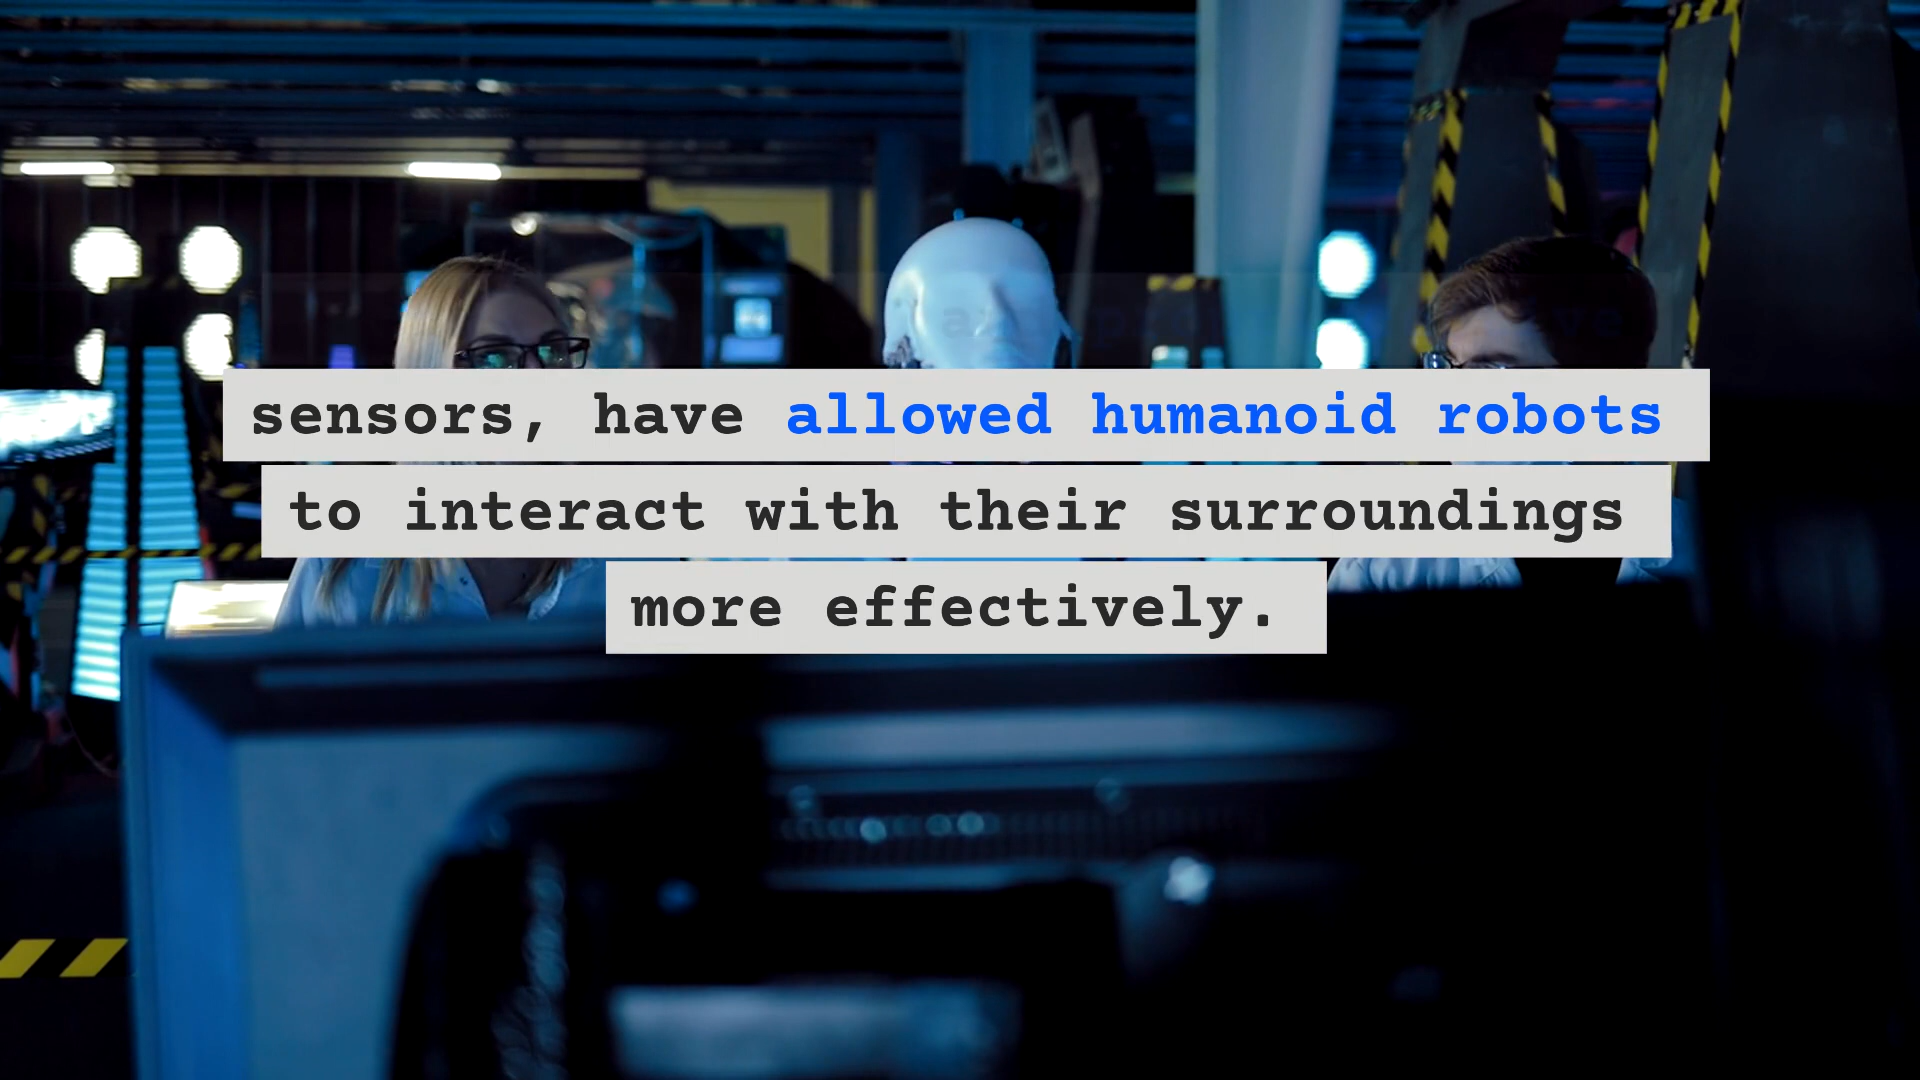 sensors, have allowed humanoid robots
to interact with their surroundings
more effectively.